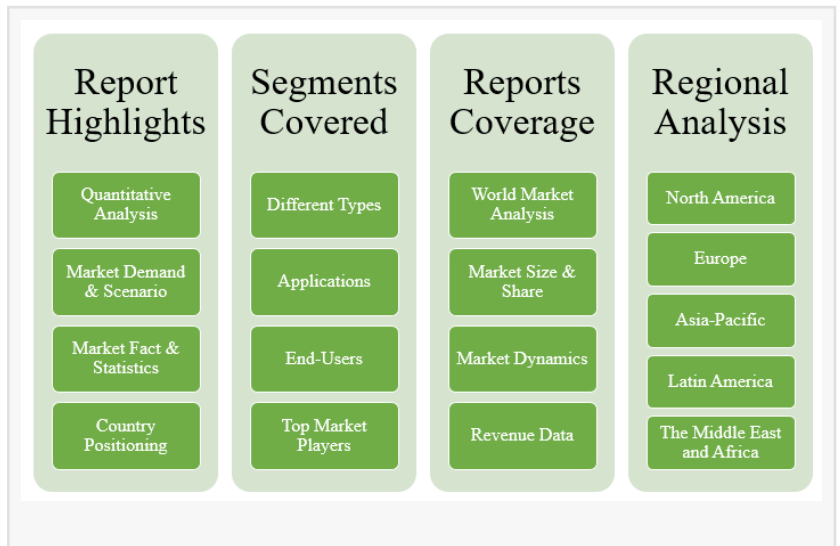 Report
Highlights
Quantitative
Analysis
Market Demand
& Scenario
Market Fact &
Statistics
Country
Positioning
Segments
Covered
Different Types
Applications
End-Users
Top Market
Players
Reports
Coverage
World Market
Analysis
Market Size &
Share
Market Dynamics
Revenue Data
Regional
Analysis
North America
Europe
Asia-Pacific
Latin America
The Middle East
and Africa